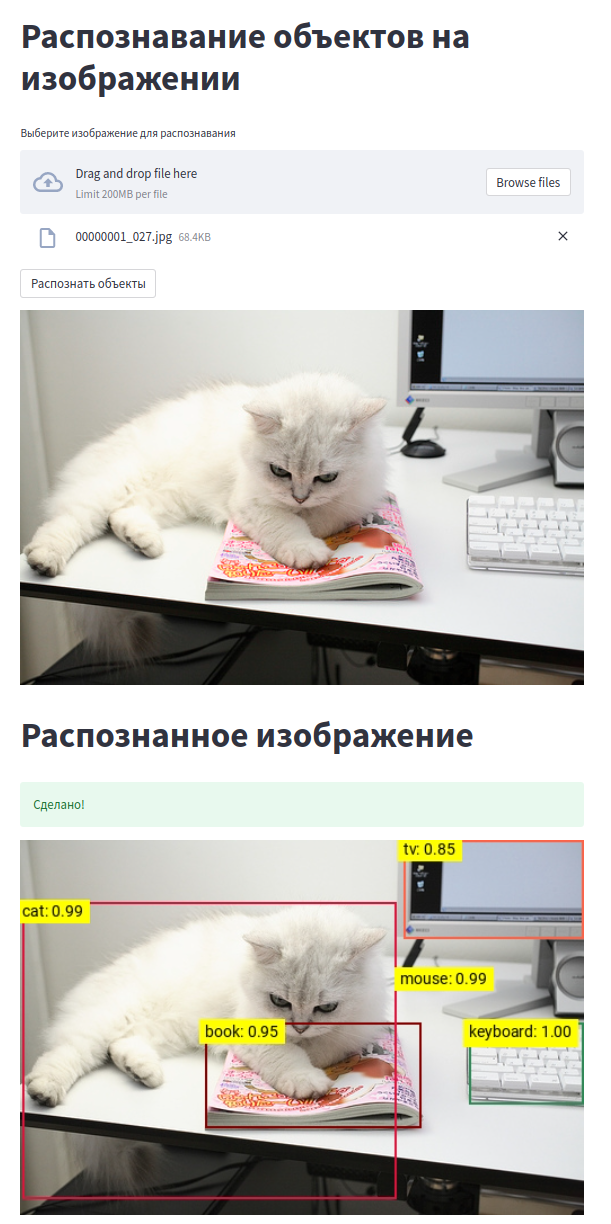 Распознавание объектов на
изображении
Выберите изображение для распознавания
Drag and drop file here
Limit 200MB per file
Browse files
00000001_027.jpg 68.4KB
Распознать объекты
Распознанное изображение
Сделано!
tv: 0.85
cat: 0.99
mouse: 0.99
book: 0.95
keyboard: 1.00